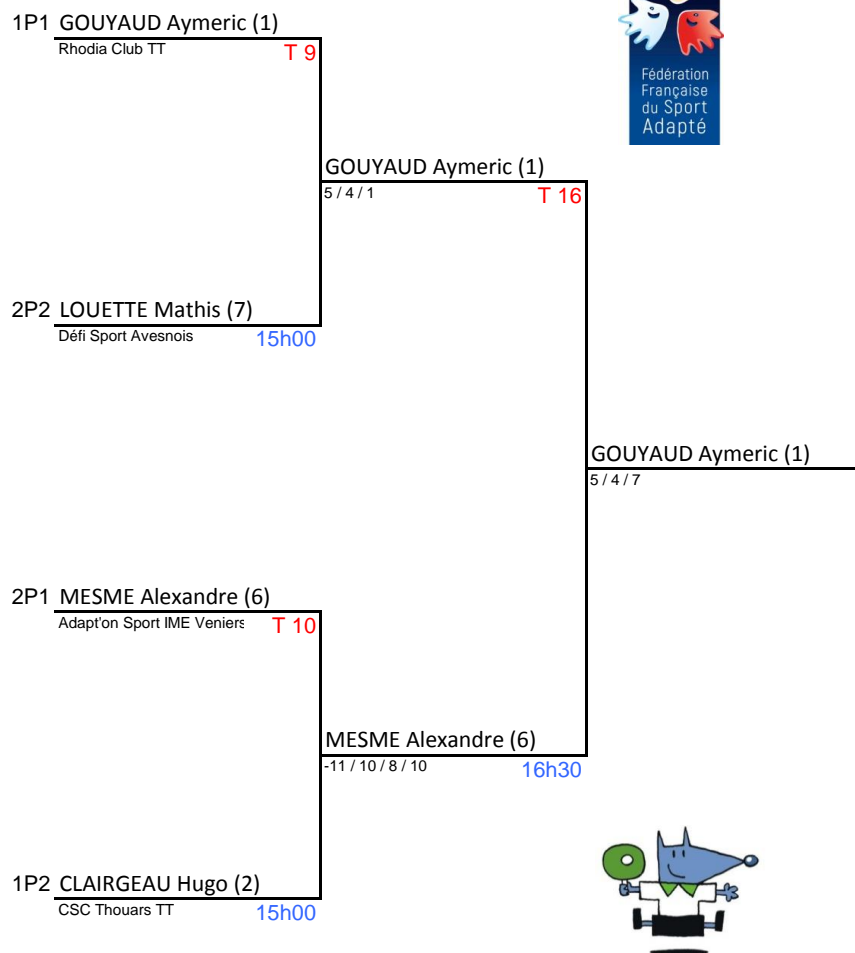 1P1 GOUYAUD Aymeric (1)
Rhodia Club TT T 9
Fédération
Française
du Sport
Adapté
GOUYAUD Aymeric (1)
5 / 4 / 1 T 16
2P2 LOUETTE Mathis (7)
Défi Sport Avesnois 15h00
GOUYAUD Aymeric (1)
5 / 4 / 7
2P1 MESME Alexandre (6)
Adapt'on Sport IME Veniers T 10
MESME Alexandre (6)
-11 / 10 / 8 / 10 16h30
1P2 CLAIRGEAU Hugo (2)
CSC Thouars TT 15h00